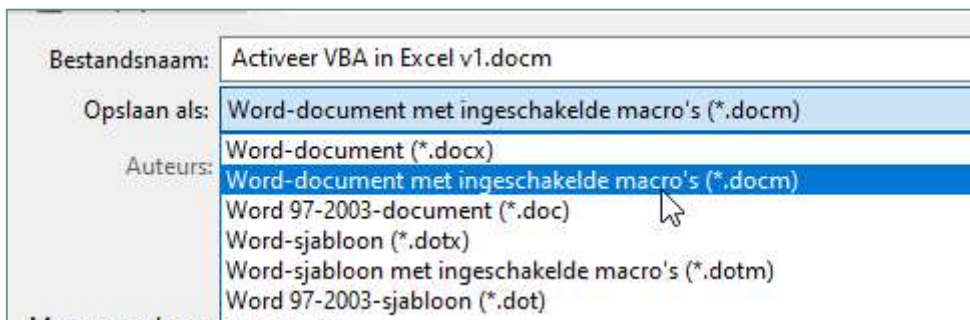 Bestandsnaam: Activeer VBA in Excel v1.docm
Opslaan als: Word-document met ingeschakelde macro's (*.docm)
Auteurs:
Word-document (*.docx)
Word-document met ingeschakelde macro's (*.docm)
Word 97-2003-document (*.doc)
Word-sjabloon (*.dotx)
Word-sjabloon met ingeschakelde macro's (*.dotm)
Word 97-2003-sjabloon (*.dot)